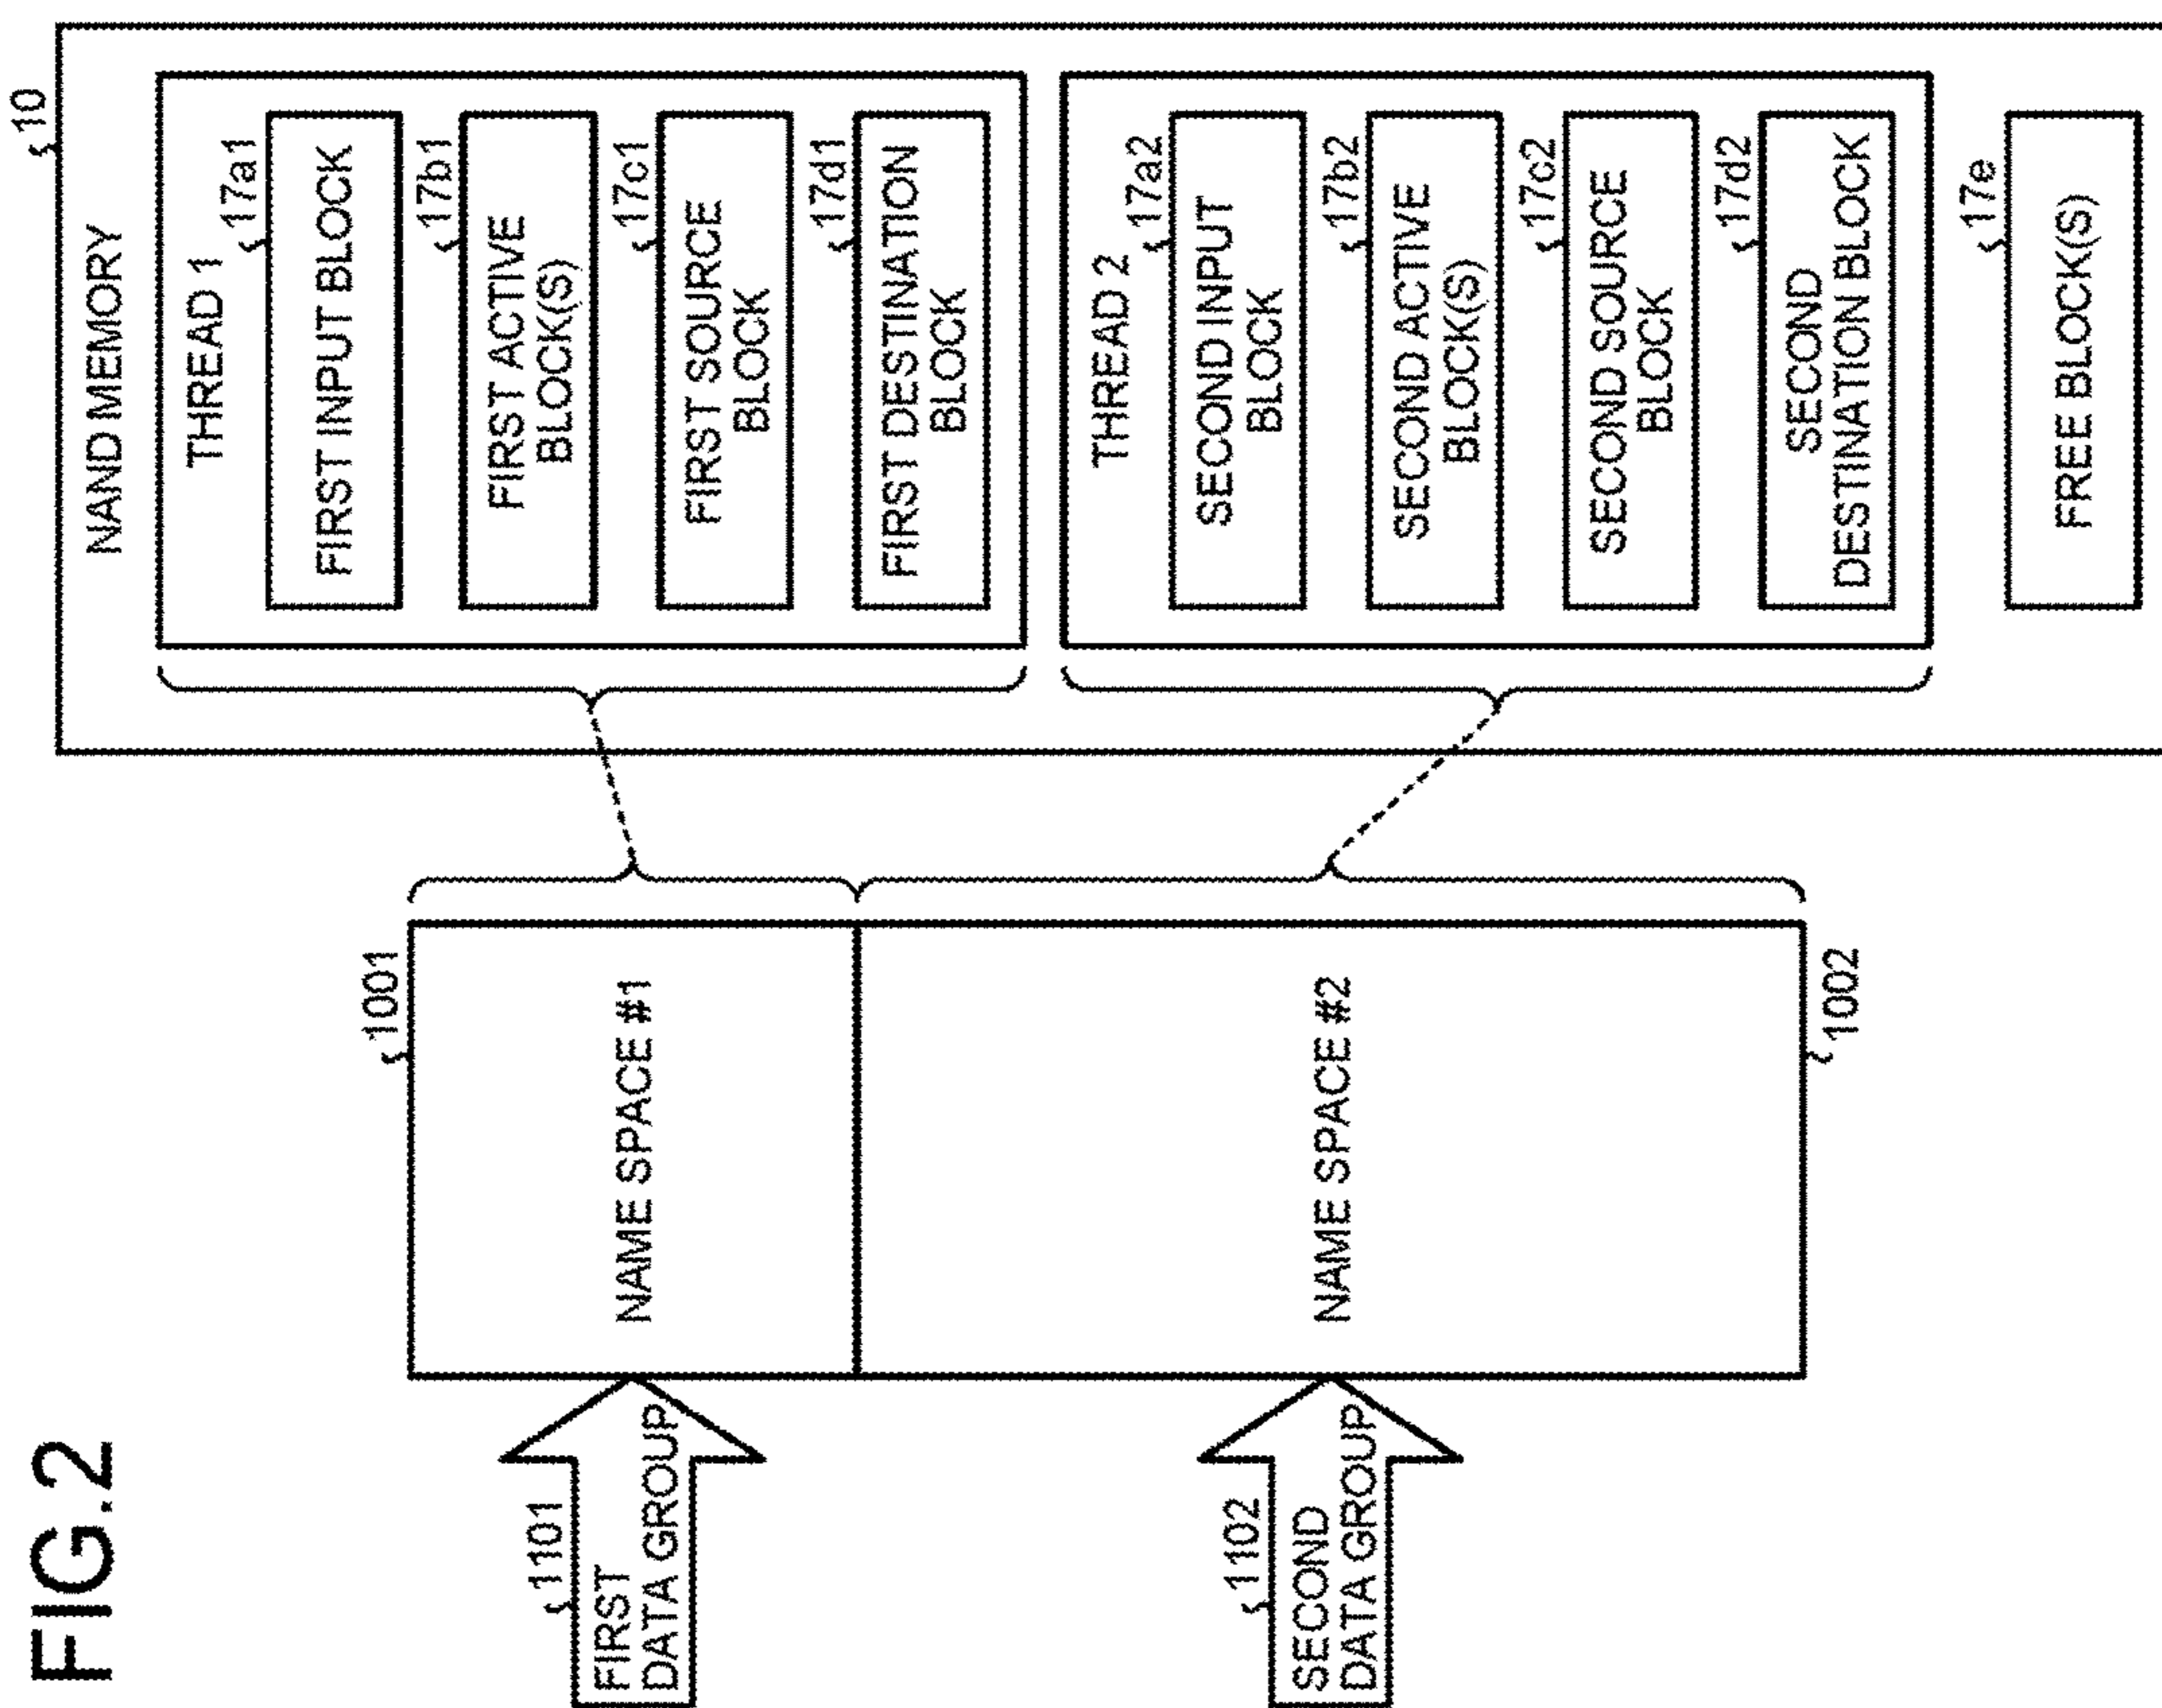 FIG.2
1101
FIRST
DATA GROUP
1102
SECOND
DATA GROUP
1001
NAME SPACE #1
NAME SPACE #2
1002
10
NAND MEMORY
THREAD 1
17a1
FIRST INPUT BLOCK
17b1
FIRST ACTIVE
BLOCK(S)
17c1
FIRST SOURCE
BLOCK
17d1
FIRST DESTINATION
BLOCK
THREAD 2
17a2
SECOND INPUT
BLOCK
17b2
SECOND ACTIVE
BLOCK(S)
17c2
SECOND SOURCE
BLOCK
17d2
SECOND
DESTINATION BLOCK
17e
FREE BLOCK(S)